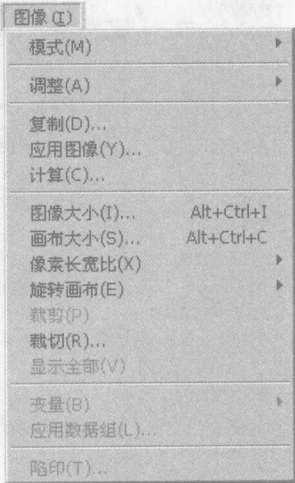 图像(I)
模式(M)
调整(A)
复制(D)...
应用图像(Y)...
计算(C)...
图像大小(I)... Alt+Ctrl+I
画布大小(S)... Alt+Ctrl+C
像素长宽比(X)
旋转画布(E)
裁剪(P)
裁切(R)...
显示全部(V)
变量(B)
应用数据组(L)...
陷印(T)...